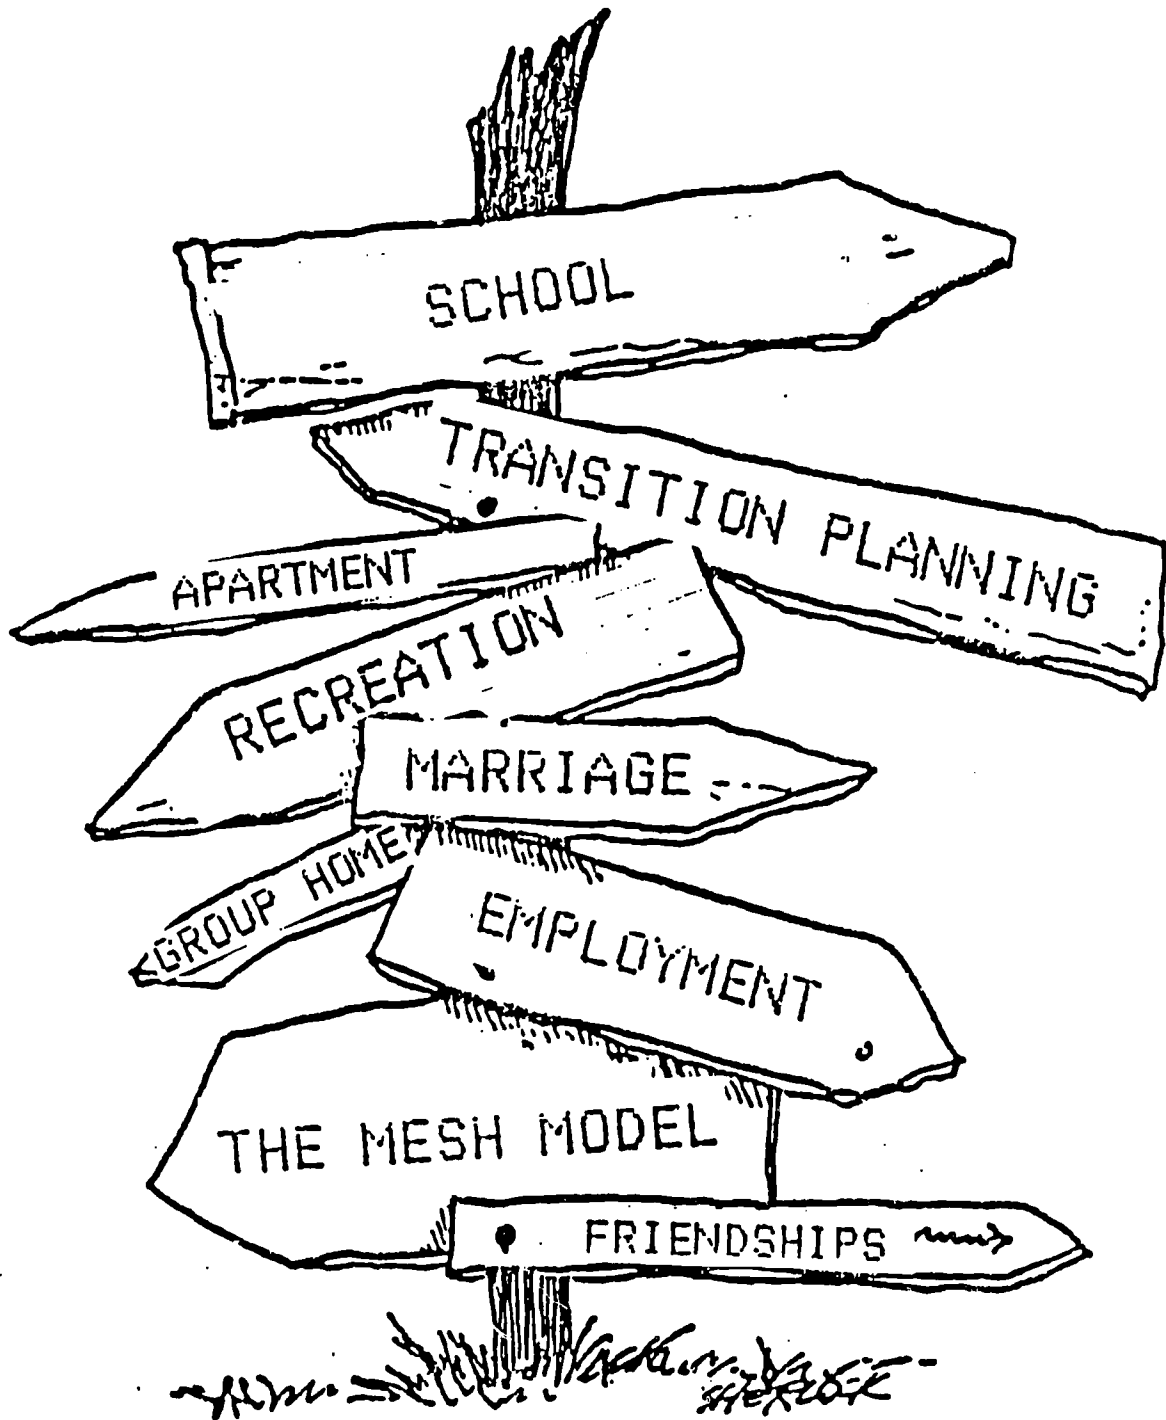 SCHOOL
TRANSITION PLANNING
APARTMENT
RECREATION
MARRIAGE
GROUP HOME
EMPLOYMENT
THE MESH MODEL
FRIENDSHIPS